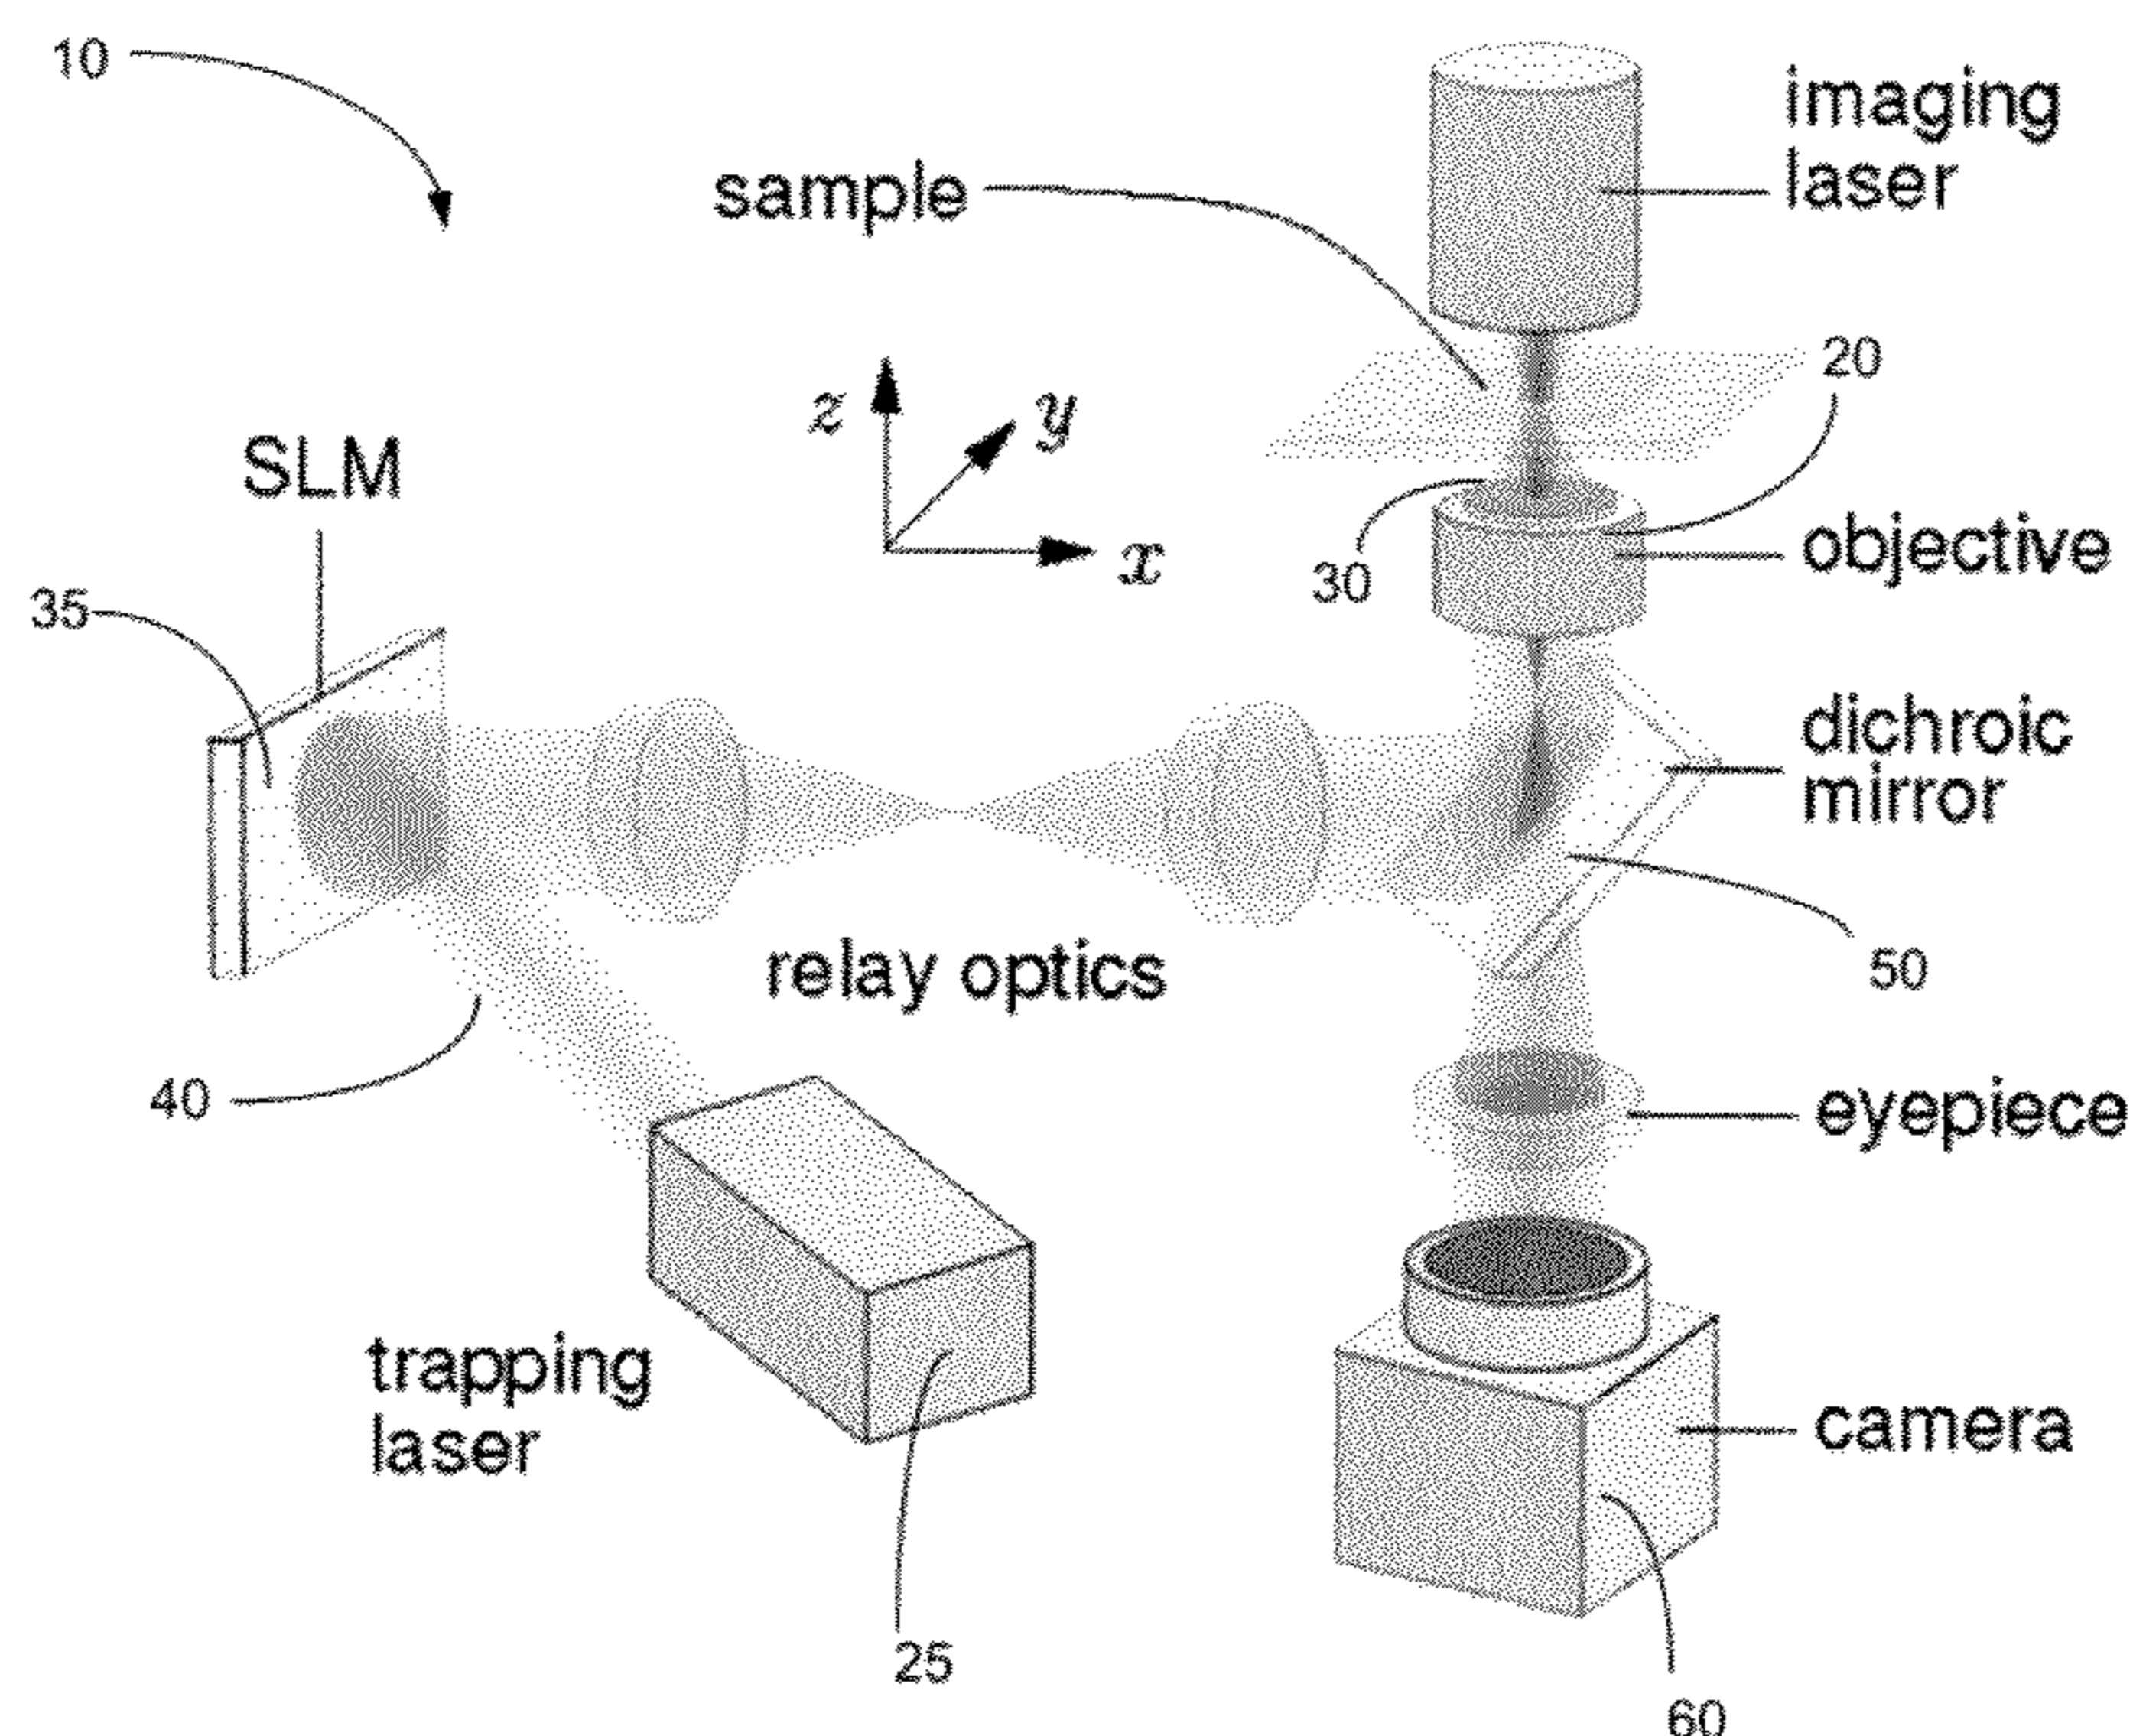 10
imaging
laser
sample
20
z
y
x
SLM
30
objective
35
dichroic
mirror
relay optics
50
40
eyepiece
trapping
laser
camera
25
60